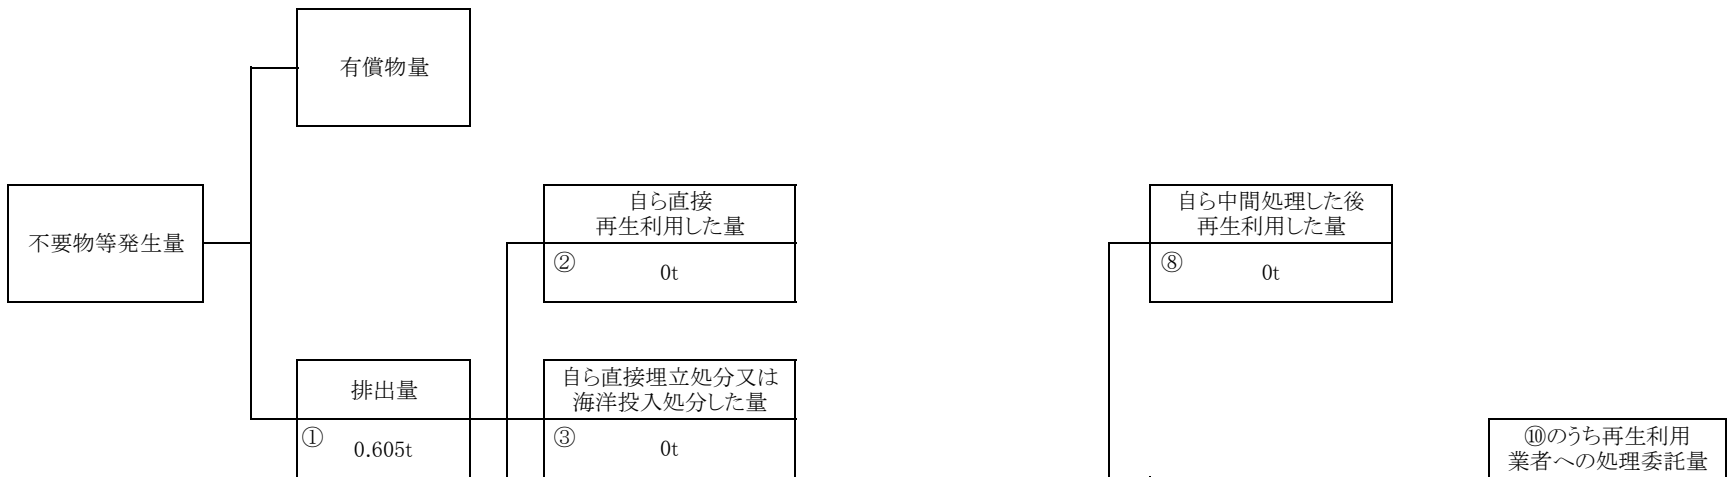 有償物量
不要物等発生量
自ら直接
再生利用した量
②
0t
自ら中間処理した後
再生利用した量
⑧
0t
排出量
①
0.605t
自ら直接埋立処分又は
海洋投入処分した量
③
0t
⑩のうち再生利用
業者への処理委託量